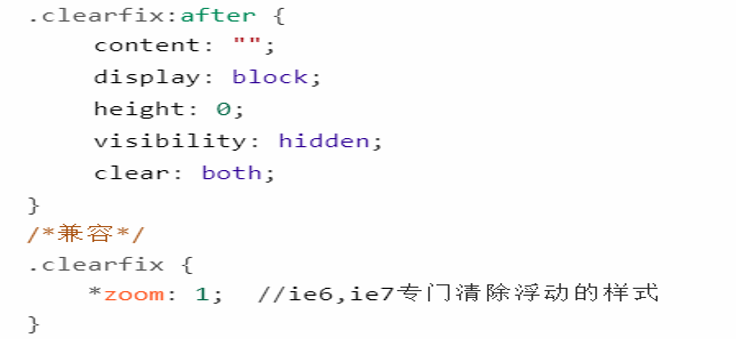 .clearfix:after {
content: "";
display: block;
height: 0;
visibility: hidden;
clear: both;
}
/*兼容*/
.clearfix {
*zoom: 1;  //ie6,ie7专门清除浮动的样式
}